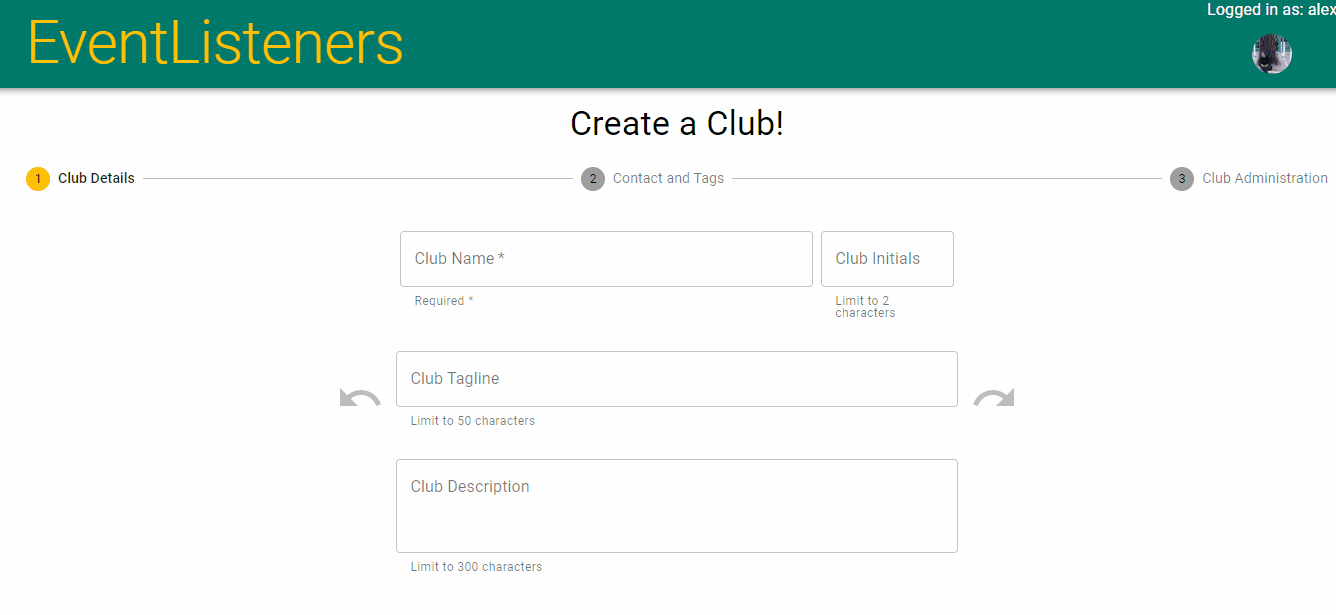 Logged in as: alex
EventListeners
Create a Club!
1 Club Details 2 Contact and Tags 3 Club Administration
Club Name * Club Initials
Required * Limit to 2
characters
Club Tagline
Limit to 50 characters
Club Description
Limit to 300 characters